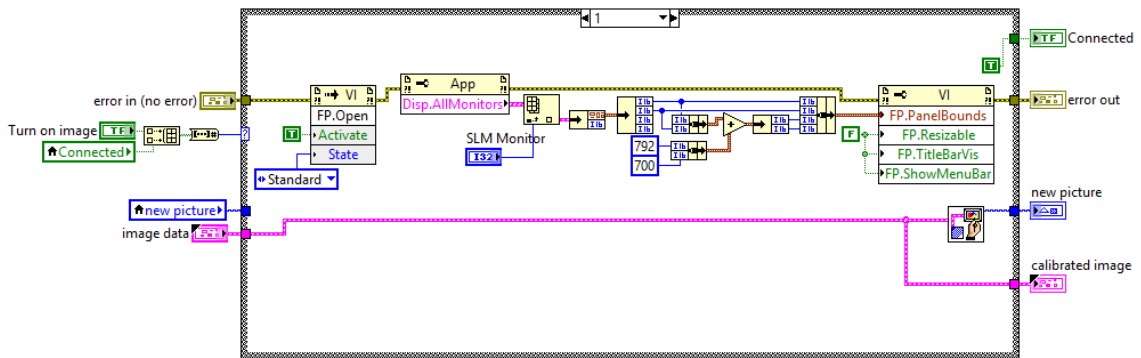 1
TF
Connected
T
VI
App
VI
error in (no error)
FP.Open
Disp.AllMonitors
FP.PanelBounds
error out
Turn on image
TF
T
Activate
SLM Monitor
F
FP.Resizable
Connected
State
I32
792
FP.TitleBarVis
Standard
700
FP.ShowMenuBar
new picture
new picture
image data
calibrated image